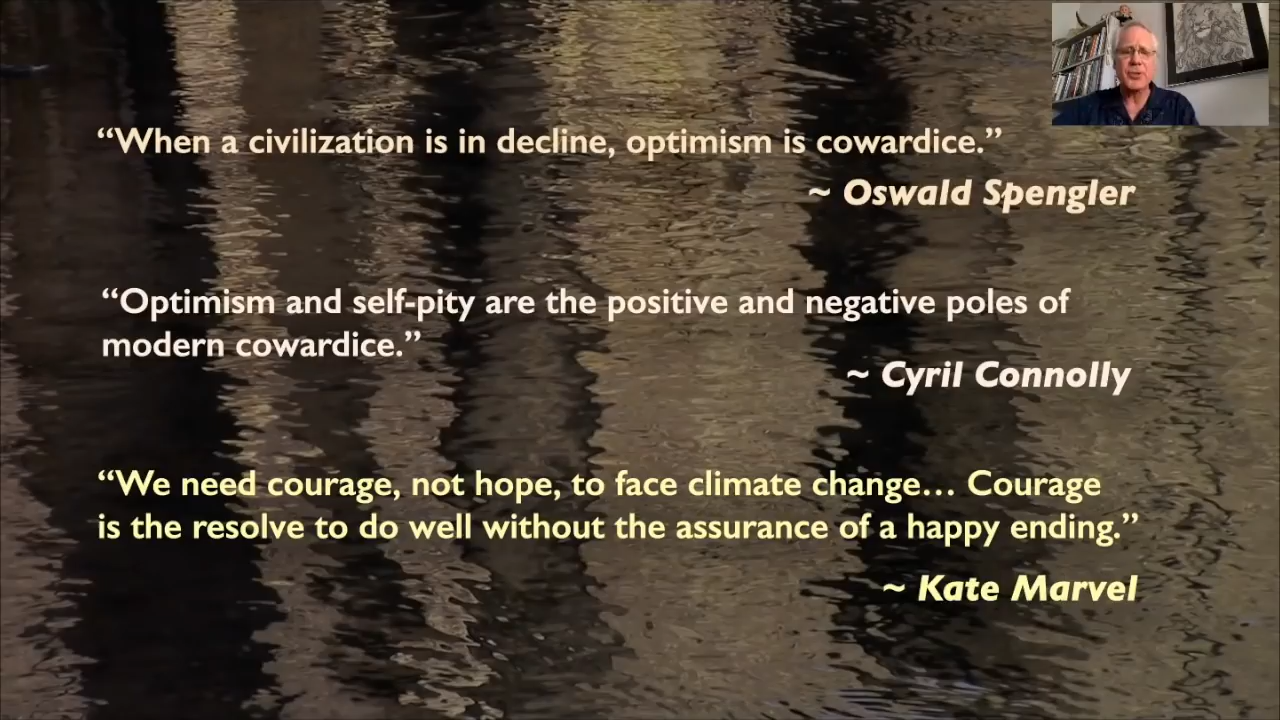 “When a civilization is in decline, optimism is cowardice.”
~ Oswald Spengler
“Optimism and self-pity are the positive and negative poles of
modern cowardice.”
~ Cyril Connolly
“We need courage, not hope, to face climate change… Courage
is the resolve to do well without the assurance of a happy ending.”
~ Kate Marvel